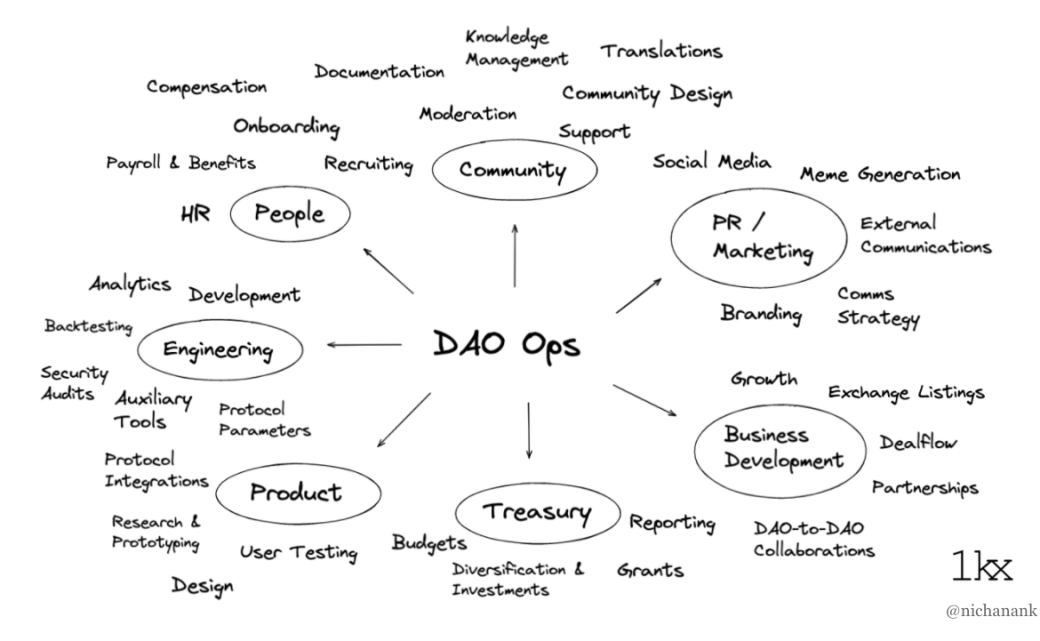 Knowledge
Management
Translations
Documentation
Compensation
Community Design
Moderation
Onboarding
Support
Payroll & Benefits
Recruiting
Community
Social Media
Meme Generation
HR
People
PR /
Marketing
External
Communications
Analytics
Development
Branding
Comms
Strategy
Backtesting
Engineering
DAO Ops
Security
Audits
Auxiliary
Tools
Protocol
Parameters
Growth
Exchange Listings
Business
Development
Dealflow
Partnerships
Protocol
Integrations
Product
Treasury
Reporting
DAO-to-DAO
Collaborations
Research &
Prototyping
User Testing
Budgets
Diversification &
Investments
Grants
Design
1kx
@nichanank